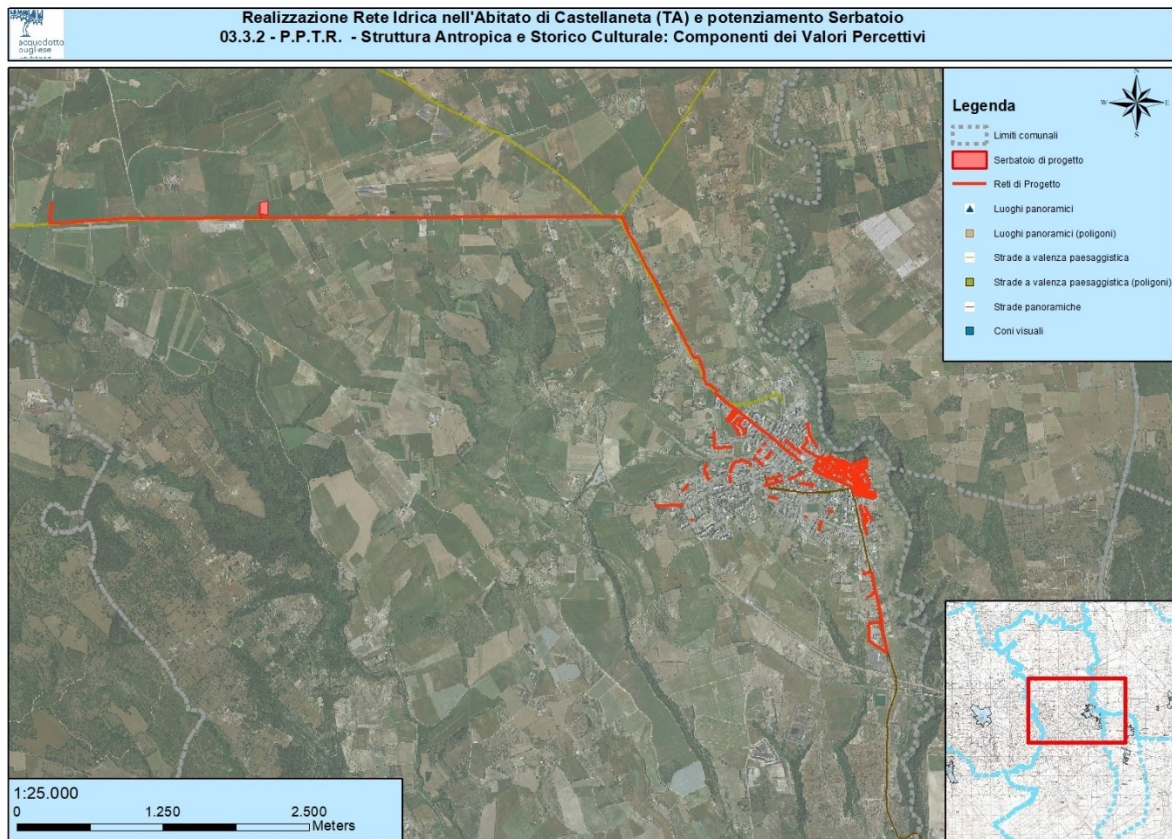 Realizzazione Rete Idrica nell'Abitato di Castellaneta (TA) e potenziamento Serbatoio
03.3.2 - P.P.T.R. - Struttura Antropica e Storico Culturale: Componenti dei Valori Percettivi
acquedotto
pugliese
Legenda
N
W
E
S
Limiti comunali
Serbatoio di progetto
Reti di Progetto
Luoghi panoramici
Luoghi panoramici (poligoni)
Strade a valenza paesaggistica
Strade a valenza paesaggistica (poligoni)
Strade panoramiche
Coni visuali
1:25.000
0 1.250 2.500
Meters